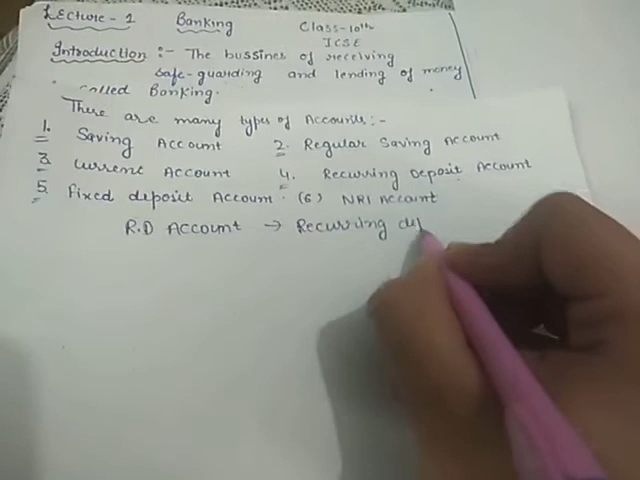 Lecture - 1 Banking Class-10th
ICSE
Introduction :- The bussines of receiving
safe-guarding and lending of money
called Banking.
There are many types of Accounts:-
1. Saving Account 2. Regular Saving Account
3. Current Account 4. Recurring Deposit Account
5. Fixed deposit Account. (6) NRI Account
R.D Account → Recurring de